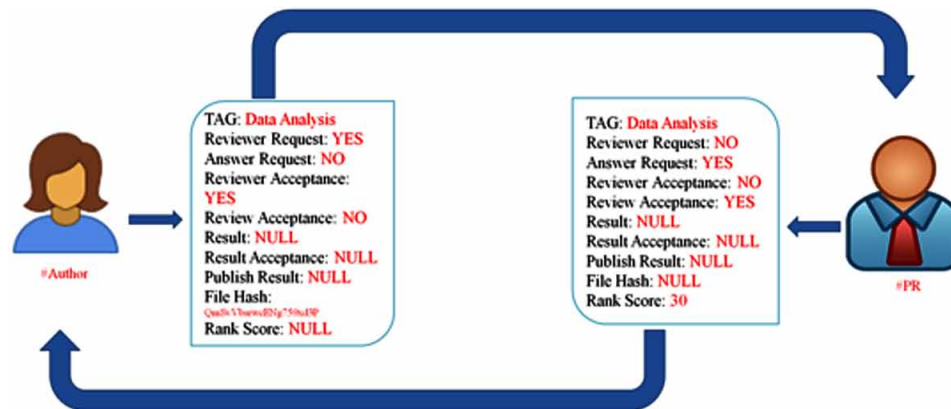 TAG: Data Analysis
Reviewer Request: YES
Answer Request: NO
Reviewer Acceptance:
YES
Review Acceptance: NO
Result: NULL
Result Acceptance: NULL
Publish Result: NULL
File Hash:
Rank Score: NULL
#Author
TAG: Data Analysis
Reviewer Request: NO
Answer Request: YES
Reviewer Acceptance: NO
Review Acceptance: YES
Result: NULL
Result Acceptance: NULL
Publish Result: NULL
File Hash: NULL
Rank Score: 30
#PR